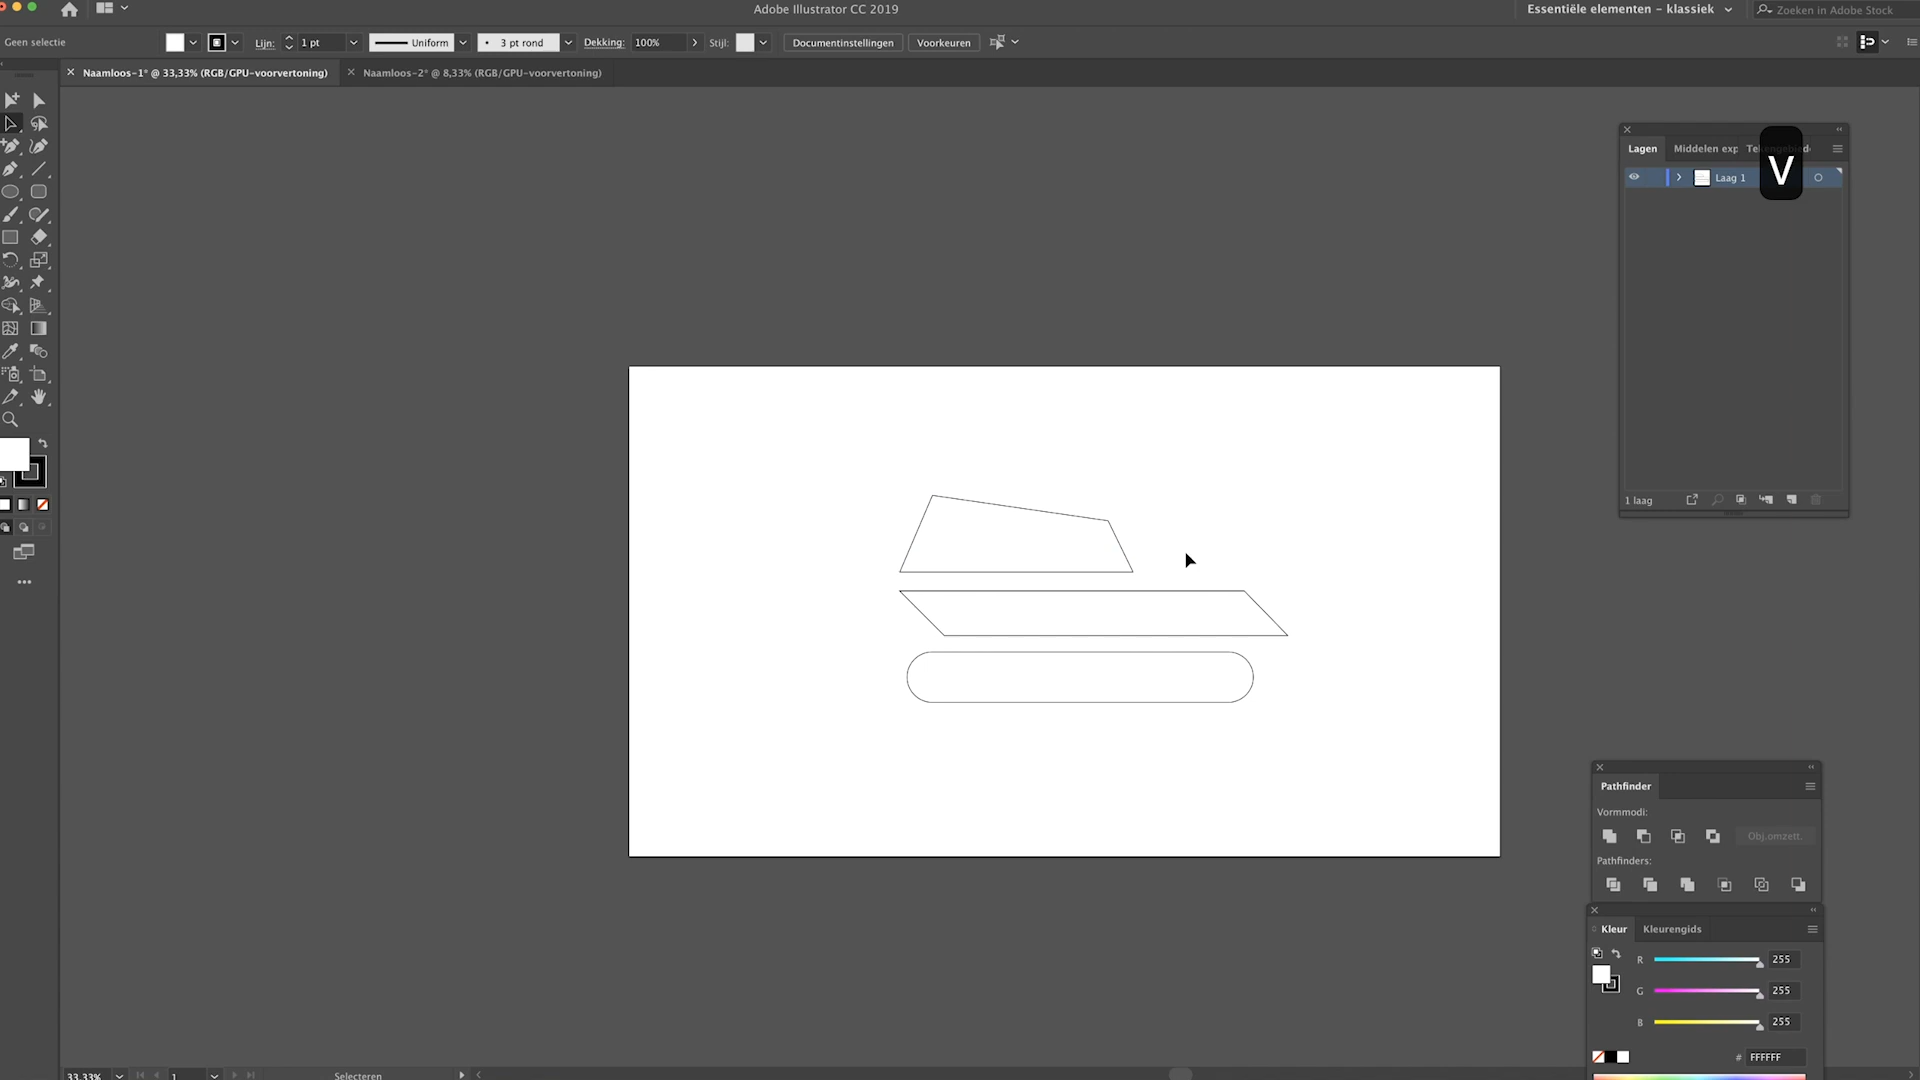 Adobe Illustrator CC 2019
Essentiële elementen – klassiek
Zoeken in Adobe Stock
Geen selectie
Lijn:
1 pt
Uniform
3 pt rond
Dekking:
100%
Stijl:
Documentinstellingen
Voorkeuren
Naamloos-1* @ 33,33% (RGB/GPU-voorvertoning)
Naamloos-2* @ 8,33% (RGB/GPU-voorvertoning)
Lagen
Middelen exp
V
Laag 1
1 laag
Pathfinder
Vormmodi:
Obj.omzett.
Pathfinders:
Kleur
Kleurengids
R
255
G
255
B
255
# FFFFFF
33,33%
1
Selecteren